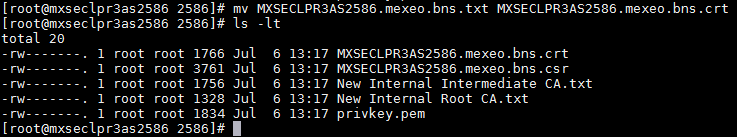 [root@mxseclpr3as2586 2586]# mv MXSECLPR3AS2586.mexeo.bns.txt MXSECLPR3AS2586.mexeo.bns.crt
[root@mxseclpr3as2586 2586]# ls -lt
total 20
-rw-------. 1 root root 1766 Jul  6 13:17 MXSECLPR3AS2586.mexeo.bns.crt
-rw-------. 1 root root 3761 Jul  6 13:17 MXSECLPR3AS2586.mexeo.bns.csr
-rw-------. 1 root root 1756 Jul  6 13:17 New Internal Intermediate CA.txt
-rw-------. 1 root root 1328 Jul  6 13:17 New Internal Root CA.txt
-rw-------. 1 root root 1834 Jul  6 13:17 privkey.pem
[root@mxseclpr3as2586 2586]#